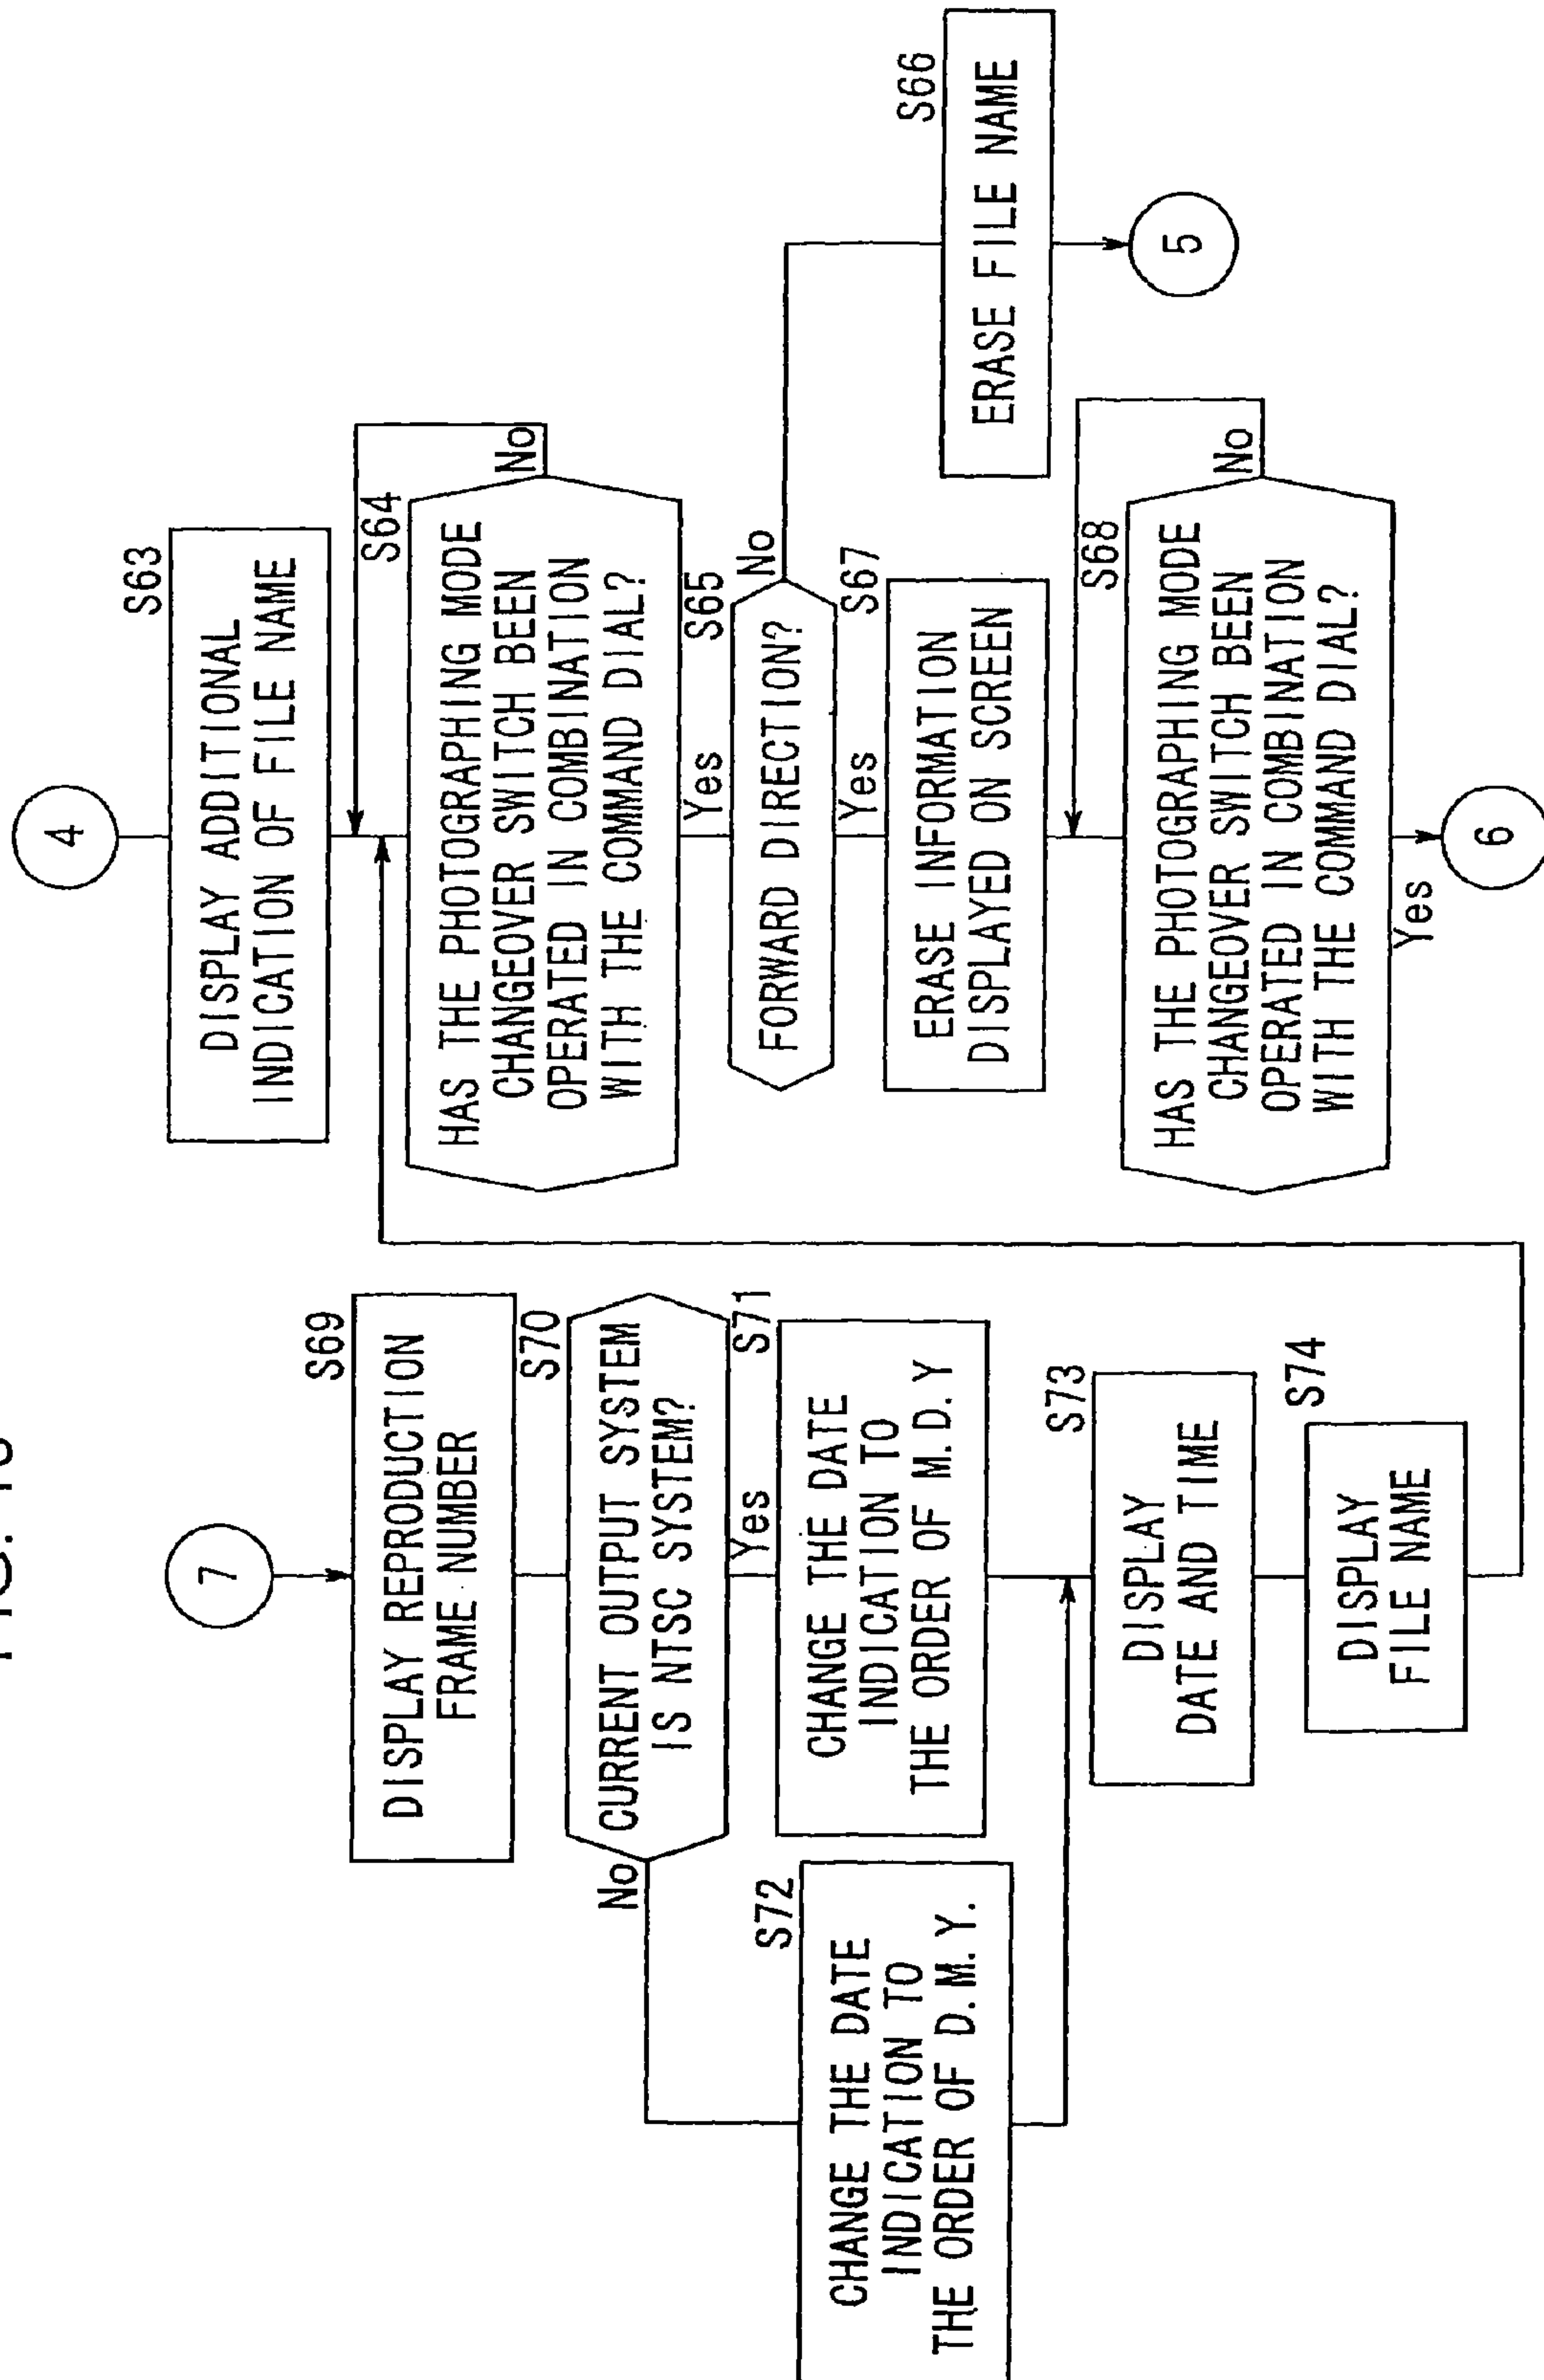 7
S69
DISPLAY REPRODUCTION
FRAME NUMBER
S70
No
CURRENT OUTPUT SYSTEM
IS NTSC SYSTEM?
Yes
S71
CHANGE THE DATE
INDICATION TO
THE ORDER OF M.D.Y
S72
CHANGE THE DATE
INDICATION TO
THE ORDER OF D.M.Y.
S73
DISPLAY
DATE AND TIME
S74
DISPLAY
FILE NAME
4
S63
DISPLAY ADDITIONAL
INDICATION OF FILE NAME
S64
HAS THE PHOTOGRAPHING MODE
CHANGEOVER SWITCH BEEN
OPERATED IN COMBINATION
WITH THE COMMAND DIAL?
No
Yes
S65
FORWARD DIRECTION?
No
Yes
S66
ERASE FILE NAME
5
S67
ERASE INFORMATION
DISPLAYED ON SCREEN
S68
HAS THE PHOTOGRAPHING MODE
CHANGEOVER SWITCH BEEN
OPERATED IN COMBINATION
WITH THE COMMAND DIAL?
No
Yes
6